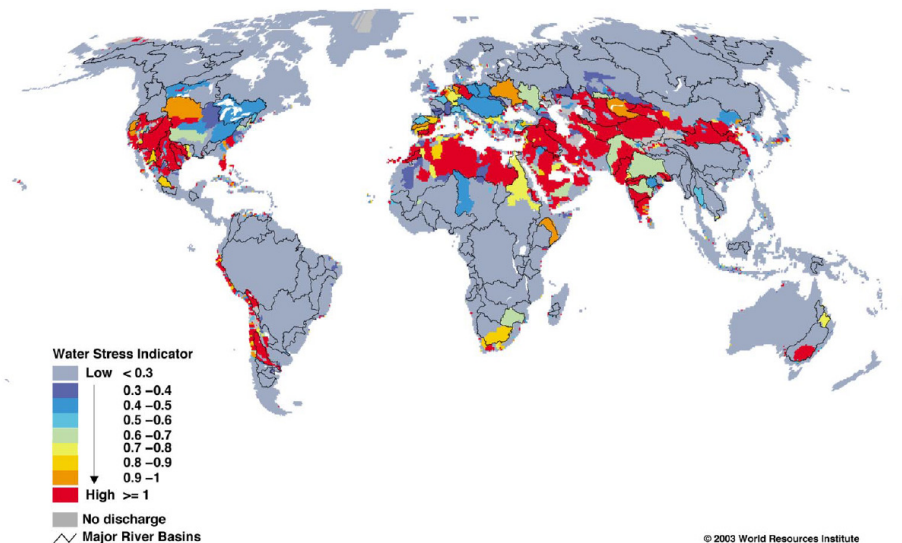 Water Stress Indicator
Low < 0.3
0.3 –0.4
0.4 –0.5
0.5 –0.6
0.6 –0.7
0.7 –0.8
0.8 –0.9
0.9 –1
High >= 1
No discharge
Major River Basins
© 2003 World Resources Institute